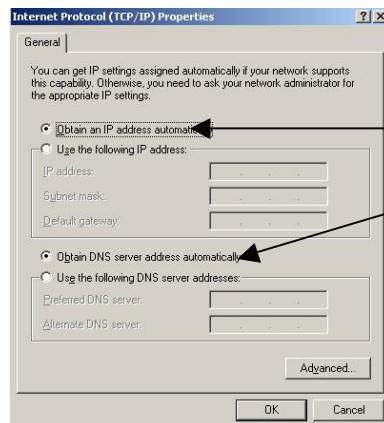 Internet Protocol (TCP/IP) Properties
General
You can get IP settings assigned automatically if your network supports
this capability. Otherwise, you need to ask your network administrator for
the appropriate IP settings.
Obtain an IP address automatically
Use the following IP address:
IP address:
Subnet mask:
Default gateway:
Obtain DNS server address automatically
Use the following DNS server addresses:
Preferred DNS server:
Alternate DNS server:
Advanced...
OK Cancel